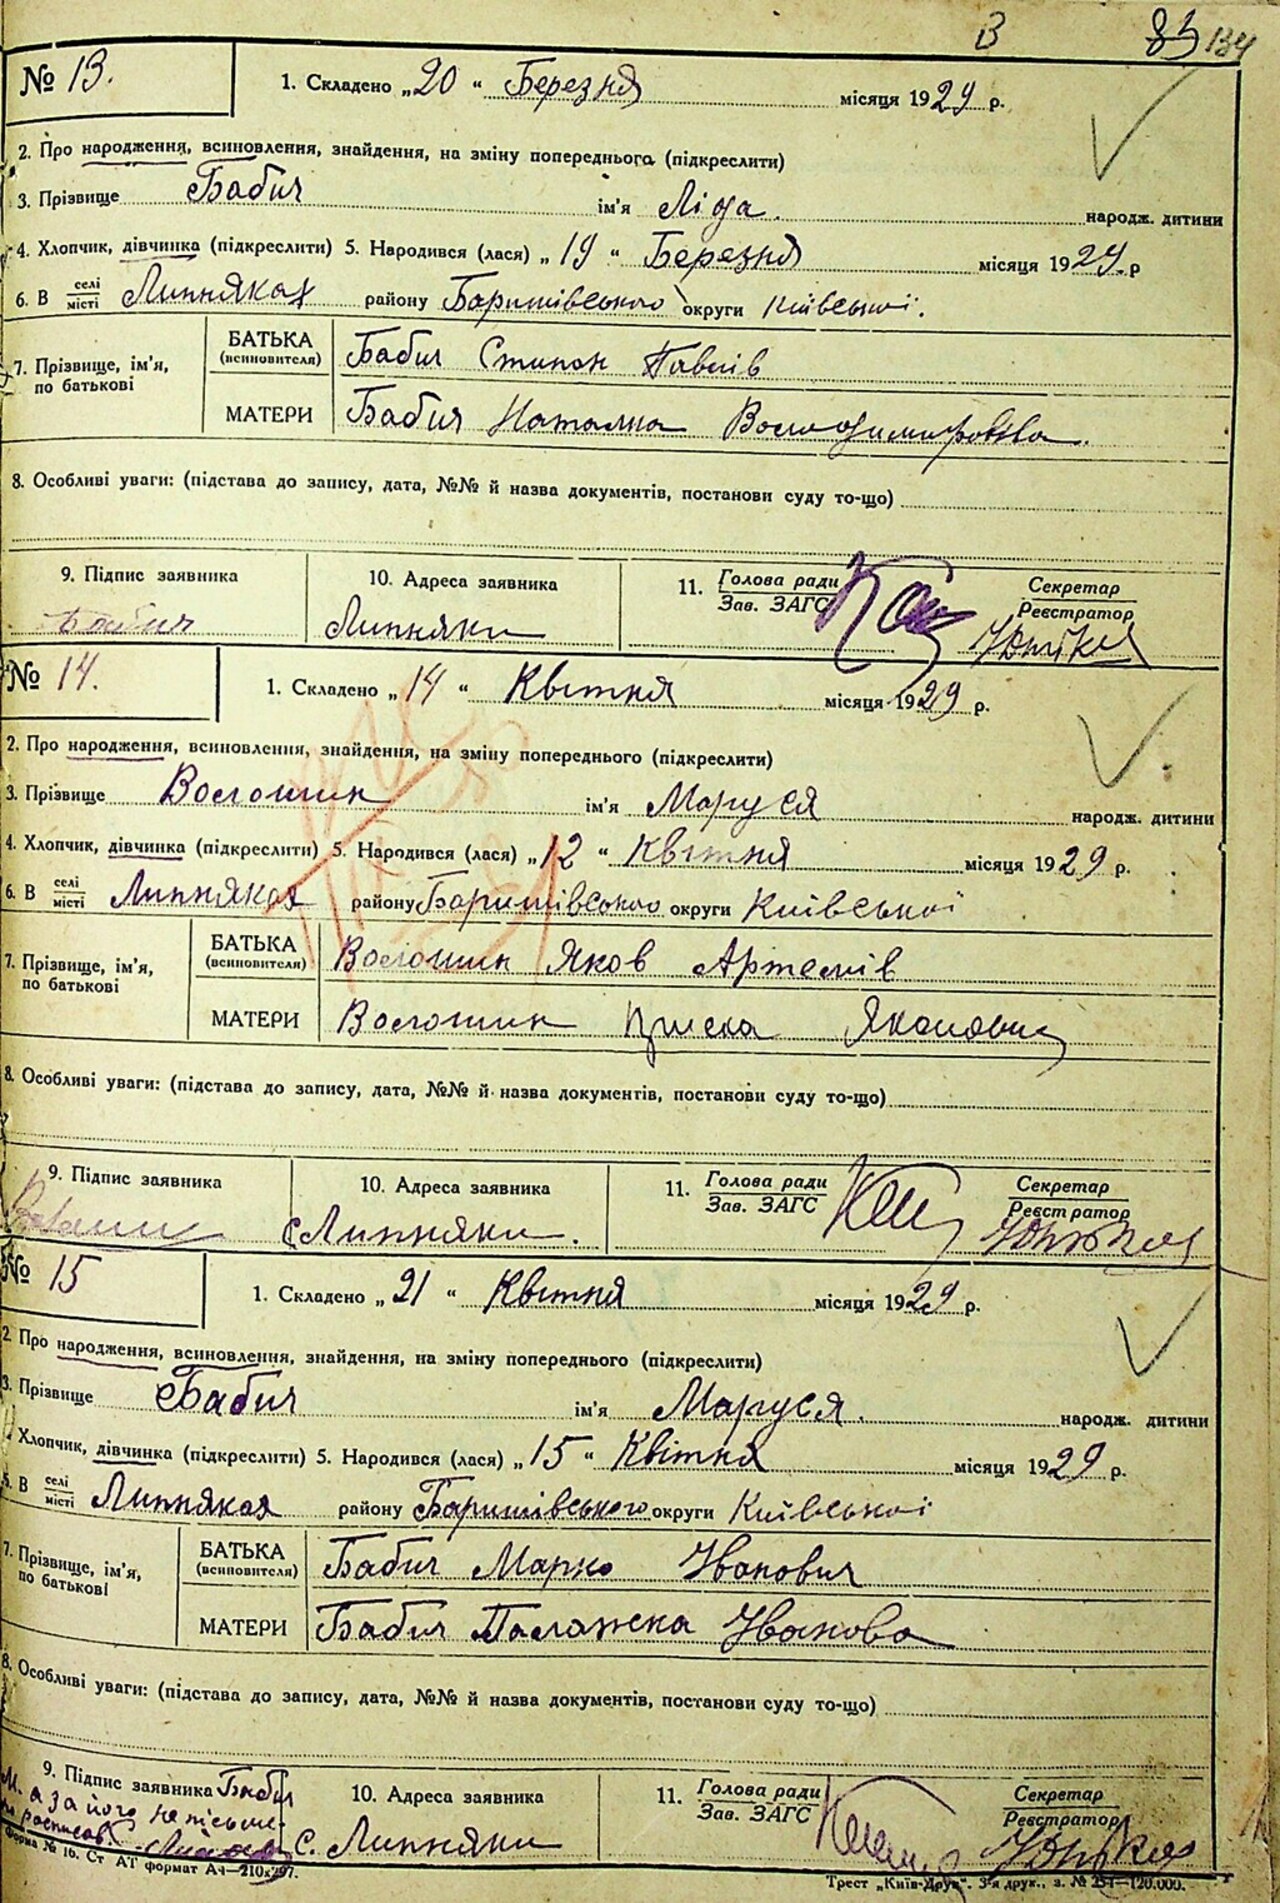 В 83 134
№ 13. 1. Складено „20“ Березня місяця 1929 р.
2. Про народження, всиновлення, знайдення, на зміну попереднього (підкреслити)
3. Прізвище Бабич ім'я Ліда. народж. дитини
4. Хлопчик, дівчинка (підкреслити) 5. Народився (лася) „19“ Березня місяця 1929. р
6. В селі місті Липняках району Баришівського округи Київської.
7. Прізвище, ім'я, по батькові
БАТЬКА (всиновителя) Бабич Стипон Павлів
МАТЕРИ Бабич Наталка Володимировна.
8. Особливі уваги: (підстава до запису, дата, №№ й назва документів, постанови суду то-що)
9. Підпис заявника 10. Адреса заявника 11. Голова ради Зав. ЗАГС Секретар Реєстратор
Бабич Липняки
№ 14. 1. Складено „14“ Квітня місяця 1929 р.
2. Про народження, всиновлення, знайдення, на зміну попереднього (підкреслити)
3. Прізвище Волошин ім'я Маруся народж. дитини
4. Хлопчик, дівчинка (підкреслити) 5. Народився (лася) „12“ Квітня місяця 1929 р.
6. В селі місті Липняках району Баришівського округи Київської
7. Прізвище, ім'я, по батькові
БАТЬКА (всиновителя) Волошин Яков Артемів
МАТЕРИ Волошин Пріска
8. Особливі уваги: (підстава до запису, дата, №№ й назва документів, постанови суду то-що)
9. Підпис заявника 10. Адреса заявника 11. Голова ради Зав. ЗАГС Секретар Реєстратор
с Липняки.
№ 15 1. Складено „21“ Квітня місяця 1929 р.
2. Про народження, всиновлення, знайдення, на зміну попереднього (підкреслити)
3. Прізвище Бабич ім'я Маруся. народж. дитини
Хлопчик, дівчинка (підкреслити) 5. Народився (лася) „15“ Квітня місяця 1929 р.
6. В селі місті Липняках району Баришівського округи Київської
7. Прізвище, ім'я, по батькові
БАТЬКА (всиновителя) Бабич Марко Іванович
МАТЕРИ Бабич Палажка Іванова
8. Особливі уваги: (підстава до запису, дата, №№ й назва документів, постанови суду то-що)
9. Підпис заявника Бабич 10. Адреса заявника 11. Голова ради Зав. ЗАГС Секретар Реєстратор
М. а за його не письме-
росписав. С. Липняки
Форма № 16. Ст АТ формат А4—210х297. Трест „Київ-Друк“. 3-я друк., з. № 251—120.000.